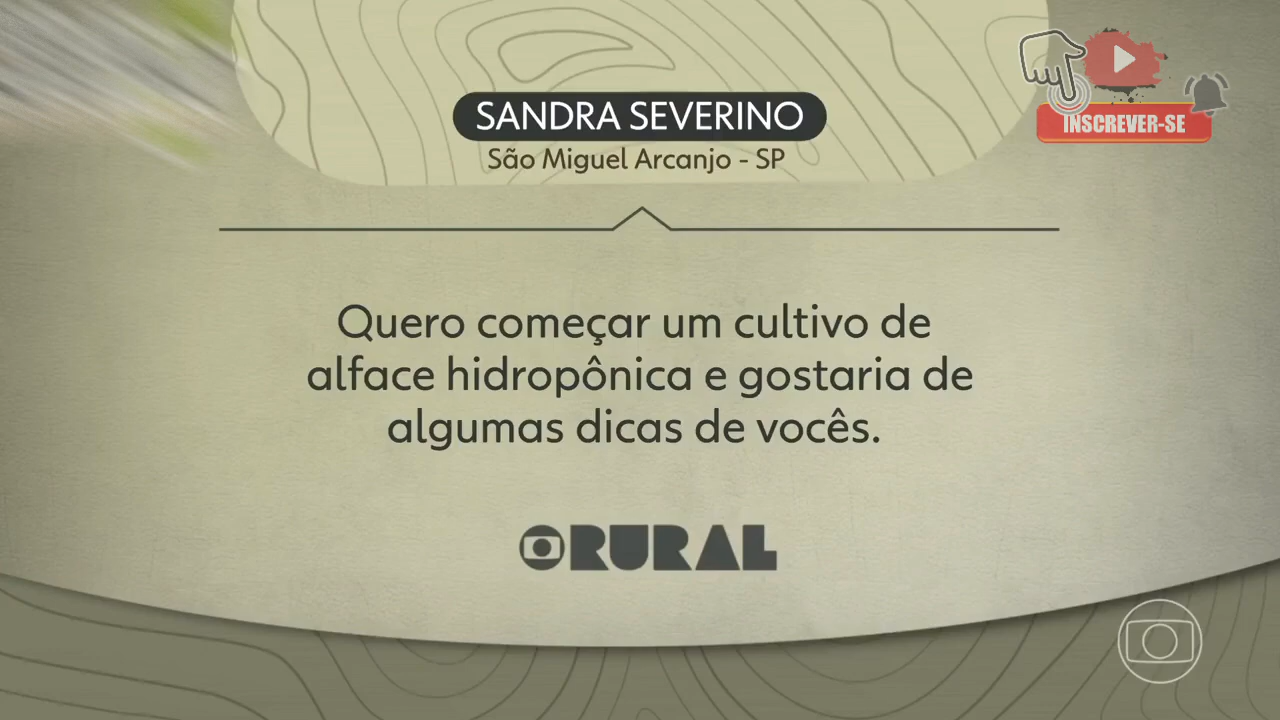 SANDRA SEVERINO
São Miguel Arcanjo - SP
INSCREVER-SE
Quero começar um cultivo de
alface hidropônica e gostaria de
algumas dicas de vocês.
RURAL